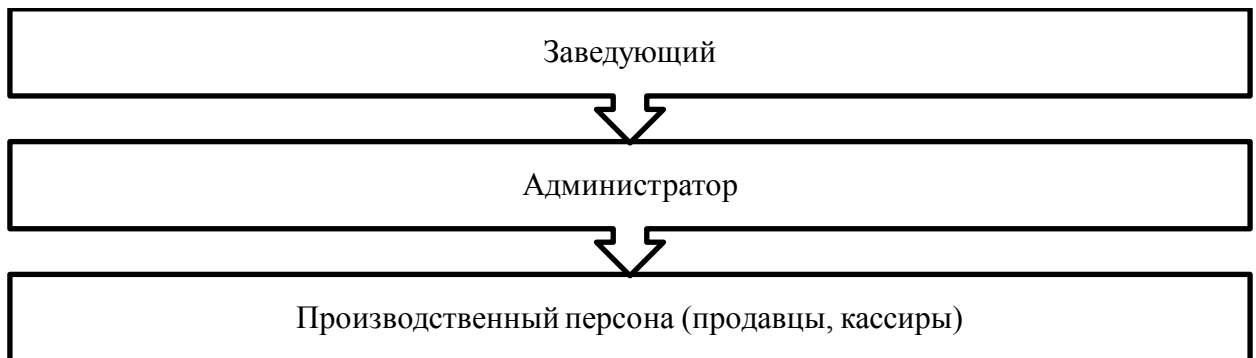 Заведующий
Администратор
Производственный персона (продавцы, кассиры)